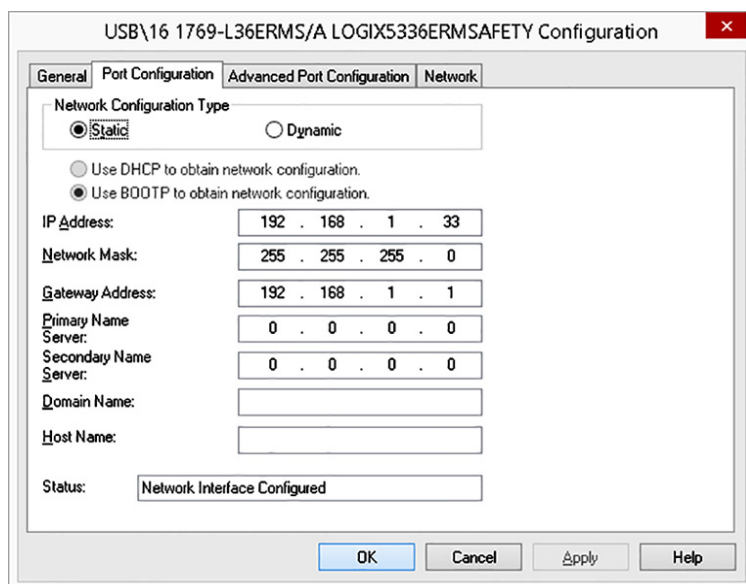 USB\16 1769-L36ERMS/A LOGIX5336ERMSAFETY Configuration
General Port Configuration Advanced Port Configuration Network
Network Configuration Type
Static Dynamic
Use DHCP to obtain network configuration.
Use BOOTP to obtain network configuration.
IP Address: 192 . 168 . 1 . 33
Network Mask: 255 . 255 . 255 . 0
Gateway Address: 192 . 168 . 1 . 1
Primary Name
Server: 0 . 0 . 0 . 0
Secondary Name
Server: 0 . 0 . 0 . 0
Domain Name:
Host Name:
Status: Network Interface Configured
OK Cancel Apply Help